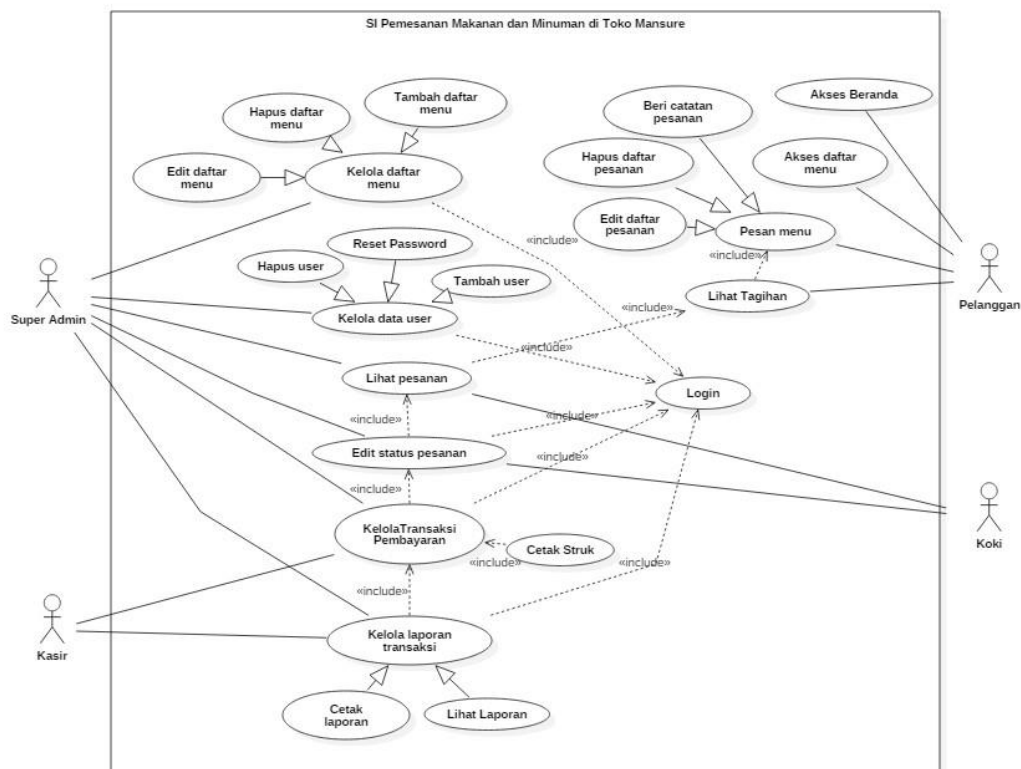 SI Pemesanan Makanan dan Minuman di Toko Mansure
Akses Beranda
Tambah daftar
menu
Beri catatan
pesanan
Hapus daftar
menu
Hapus daftar
pesanan
Akses daftar
menu
Edit daftar
menu
Kelola daftar
menu
Edit daftar
pesanan
Pesan menu
«include»
Reset Password
«include»
Hapus user
Tambah user
Lihat Tagihan
Super Admin
Pelanggan
Kelola data user
«include»
«include»
Lihat pesanan
Login
«include»
«include»
Edit status pesanan
«include»
«include»
KelolaTransaksi
Pembayaran
Cetak Struk
Koki
«include»
«include»
«include»
Kelola laporan
transaksi
Kasir
Cetak
laporan
Lihat Laporan